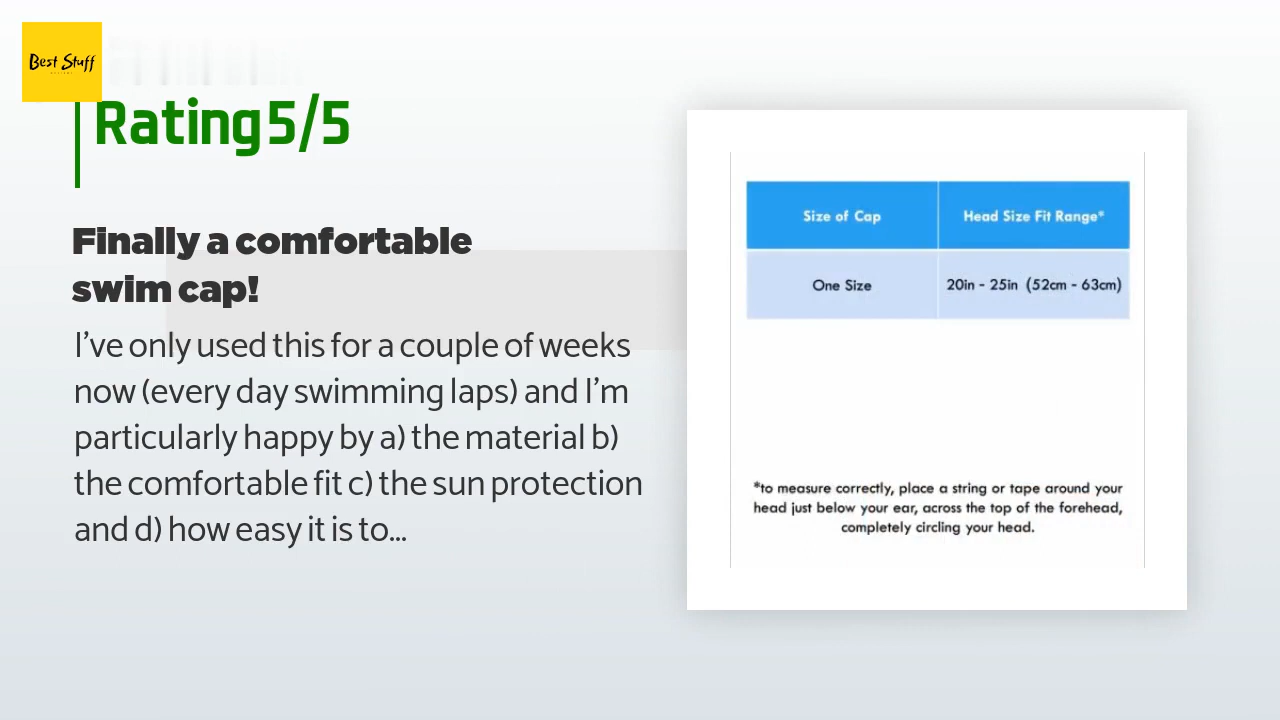 Best Stuff
Rating 5/5
Finally a comfortable
swim cap!
I've only used this for a couple of weeks
now (every day swimming laps) and I'm
particularly happy by a) the material b)
the comfortable fit c) the sun protection
and d) how easy it is to...
Size of Cap
Head Size Fit Range*
One Size
20in - 25in (52cm - 63cm)
*to measure correctly, place a string or tape around your
head just below your ear, across the top of the forehead,
completely circling your head.